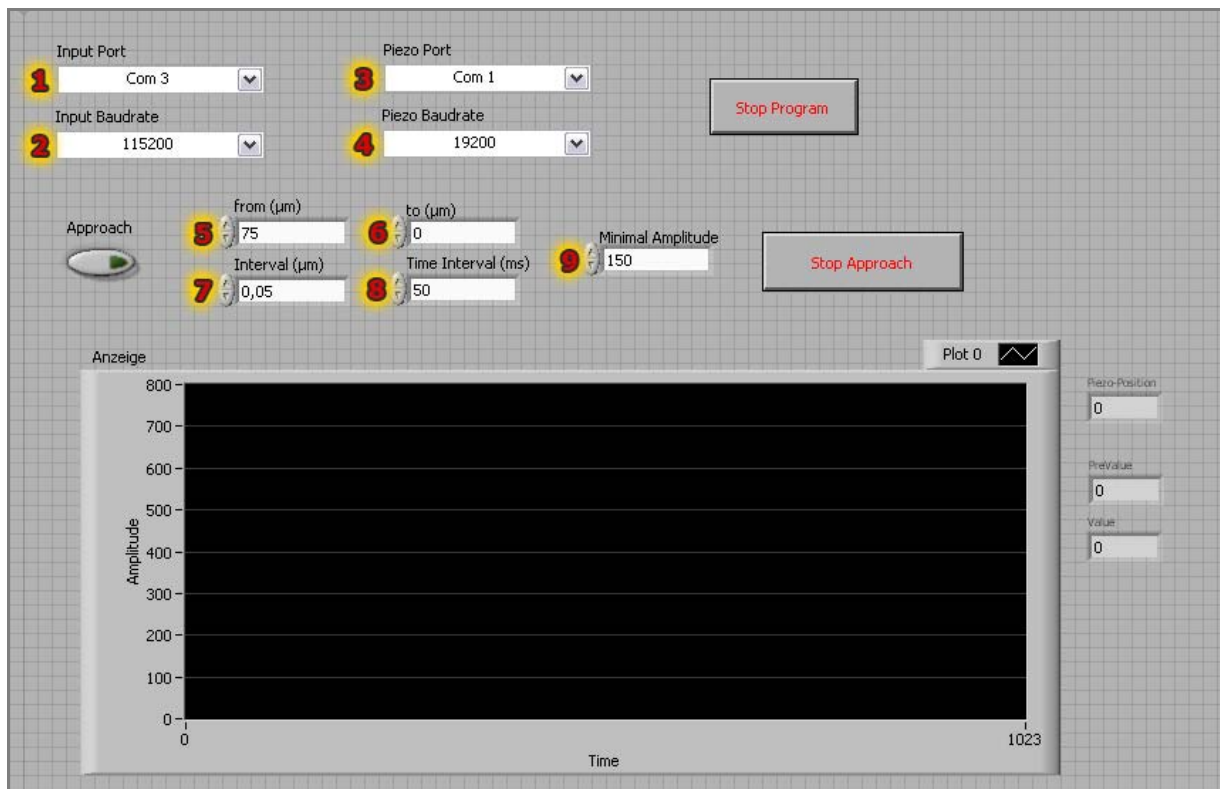 Input Port
1 Com 3
Input Baudrate
2 115200
Piezo Port
3 Com 1
Piezo Baudrate
4 19200
Stop Program
Approach
from (µm)
5 75
to (µm)
6 0
Interval (µm)
7 0,05
Time Interval (ms)
8 50
Minimal Amplitude
9 150
Stop Approach
Anzeige
Plot 0
800
700
600
500
400
300
200
100
0
Amplitude
0
1023
Time
Piezo-Position
0
PreValue
0
Value
0